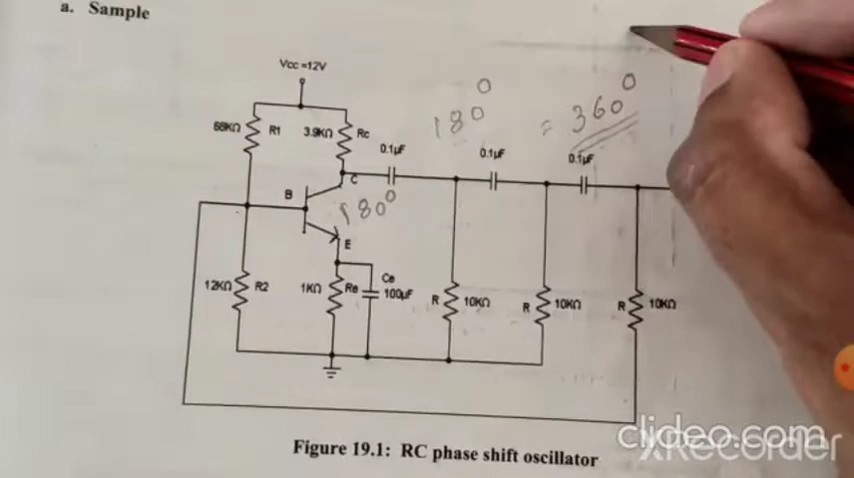 a. Sample
Vcc =12V
68KΩ R1 3.9KΩ Rc
0.1µF 0.1µF 0.1µF
180° = 360°
C
B
180°
E
12KΩ R2 1KΩ Re
Ce
100µF
R 10KΩ R 10KΩ R 10KΩ
Figure 19.1: RC phase shift oscillator
clideo.com
XRecorder